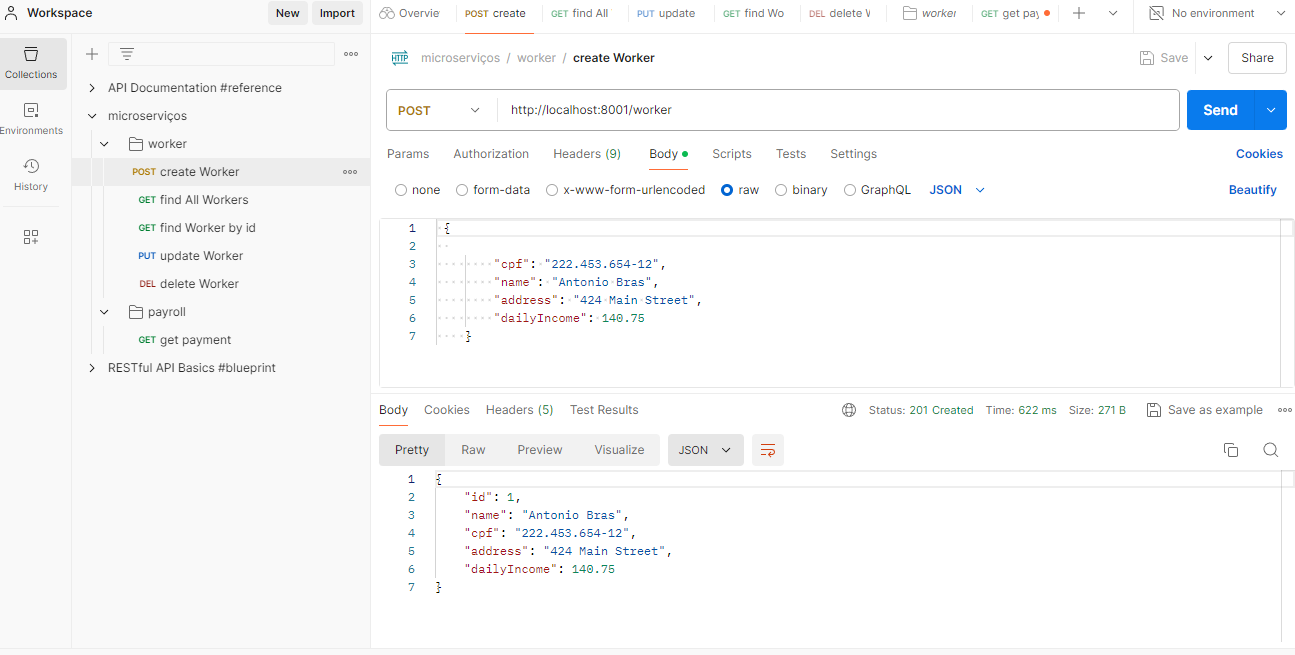 Workspace
New
Import
Overvie
POST create
GET find All
PUT update
GET find Wo
DEL delete W
worker
GET get pay
No environment
Collections
Environments
History
API Documentation #reference
microserviços
worker
POST create Worker
GET find All Workers
GET find Worker by id
PUT update Worker
DEL delete Worker
payroll
GET get payment
RESTful API Basics #blueprint
HTTP microserviços / worker / create Worker
Save
Share
POST
http://localhost:8001/worker
Send
Params Authorization Headers (9) Body Scripts Tests Settings
Cookies
none form-data x-www-form-urlencoded raw binary GraphQL JSON
Beautify
1 {
2
3 "cpf": "222.453.654-12",
4 "name": "Antonio Bras",
5 "address": "424 Main Street",
6 "dailyIncome": 140.75
7 }
Body Cookies Headers (5) Test Results
Status: 201 Created Time: 622 ms Size: 271 B
Save as example
Pretty Raw Preview Visualize JSON
1 {
2 "id": 1,
3 "name": "Antonio Bras",
4 "cpf": "222.453.654-12",
5 "address": "424 Main Street",
6 "dailyIncome": 140.75
7 }